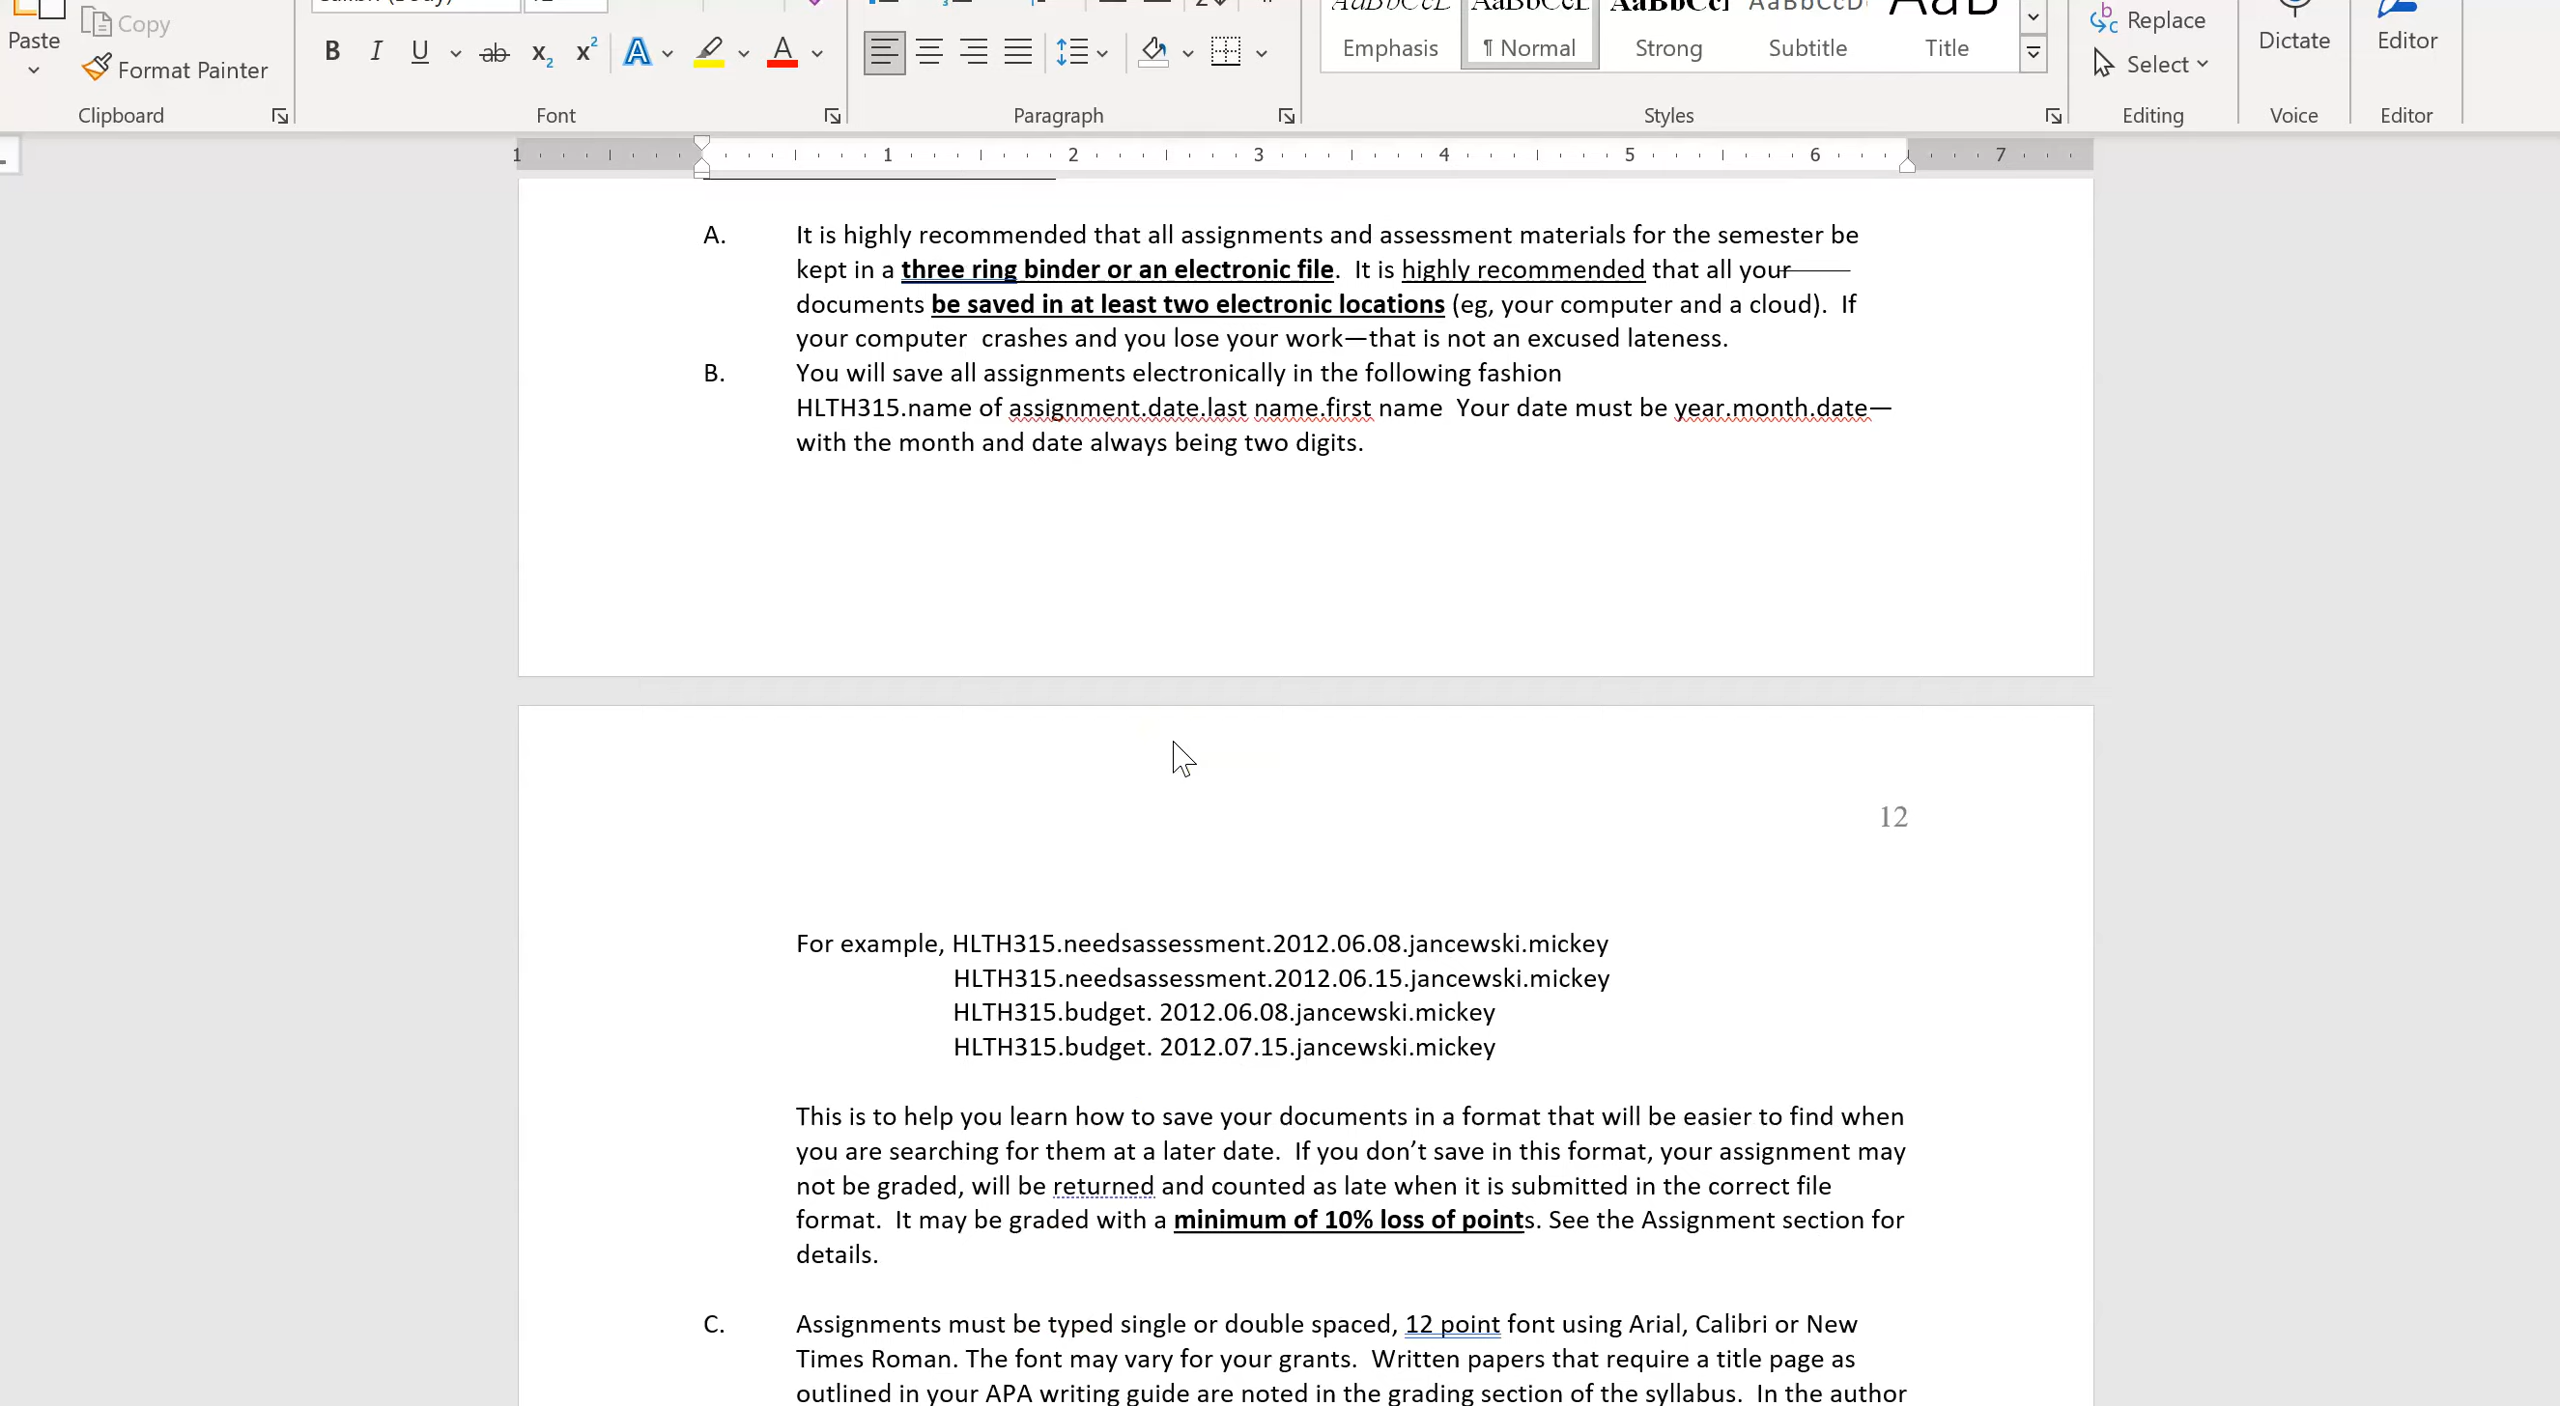 Paste
Copy
Format Painter
Clipboard
B I U ab x₂ x² A A
Font
Paragraph
Emphasis
¶ Normal
Strong
Subtitle
Title
Styles
Replace
Select
Editing
Dictate
Voice
Editor
Editor
1 1 2 3 4 5 6 7
A. It is highly recommended that all assignments and assessment materials for the semester be
kept in a three ring binder or an electronic file. It is highly recommended that all your
documents be saved in at least two electronic locations (eg, your computer and a cloud). If
your computer crashes and you lose your work—that is not an excused lateness.
B. You will save all assignments electronically in the following fashion
HLTH315.name of assignment.date.last name.first name Your date must be year.month.date—
with the month and date always being two digits.
12
For example, HLTH315.needsassessment.2012.06.08.jancewski.mickey
HLTH315.needsassessment.2012.06.15.jancewski.mickey
HLTH315.budget. 2012.06.08.jancewski.mickey
HLTH315.budget. 2012.07.15.jancewski.mickey
This is to help you learn how to save your documents in a format that will be easier to find when
you are searching for them at a later date. If you don’t save in this format, your assignment may
not be graded, will be returned and counted as late when it is submitted in the correct file
format. It may be graded with a minimum of 10% loss of points. See the Assignment section for
details.
C. Assignments must be typed single or double spaced, 12 point font using Arial, Calibri or New
Times Roman. The font may vary for your grants. Written papers that require a title page as
outlined in your APA writing guide are noted in the grading section of the syllabus. In the author